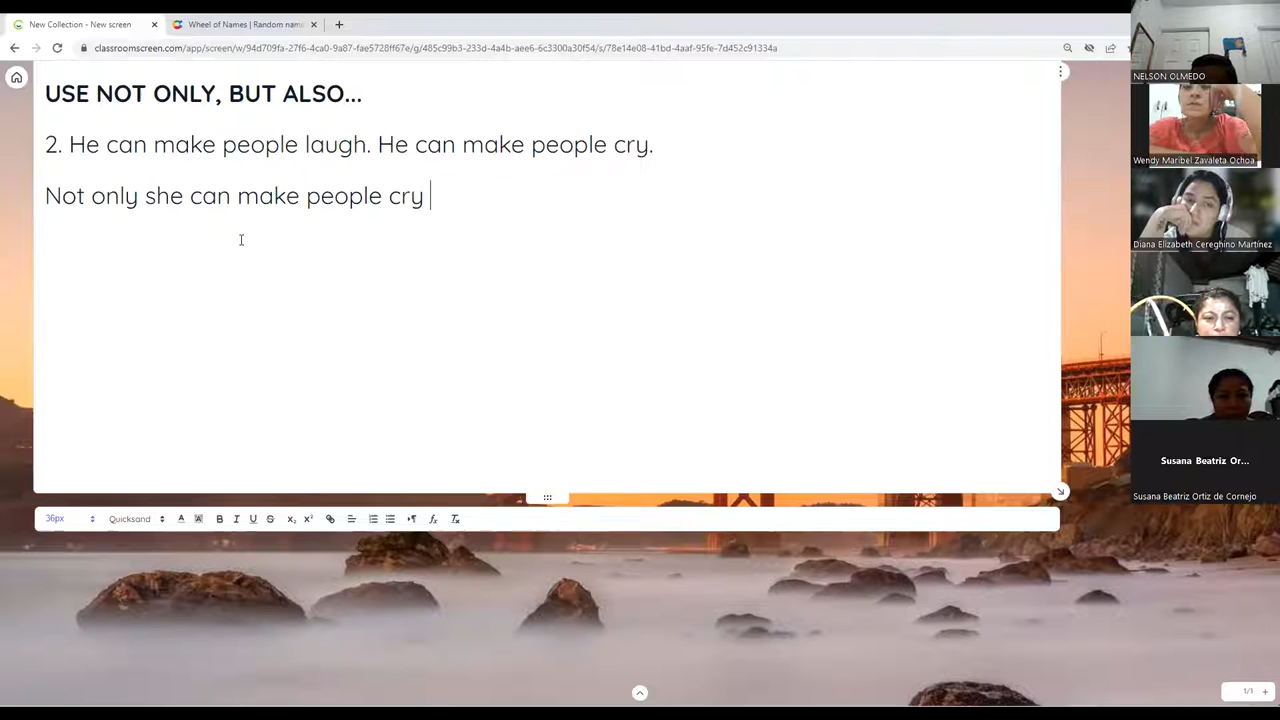 New Collection - New screen
Wheel of Names | Random name
classroomscreen.com/app/screen/w/94d709fa-27f6-4ca0-9a87-fae5728ff67e/g/485c99b3-233d-4a4b-aee6-6c3300a30f54/s/78e14e08-41bd-4aaf-95fe-7d452c91334a
USE NOT ONLY, BUT ALSO...
2. He can make people laugh. He can make people cry.
Not only she can make people cry
36px
Quicksand
1/1
NELSON OLMEDO
Wendy Maribel Zavaleta Ochoa
Diana Elizabeth Cereghino Martínez
Susana Beatriz Or...
Susana Beatriz Ortiz de Cornejo